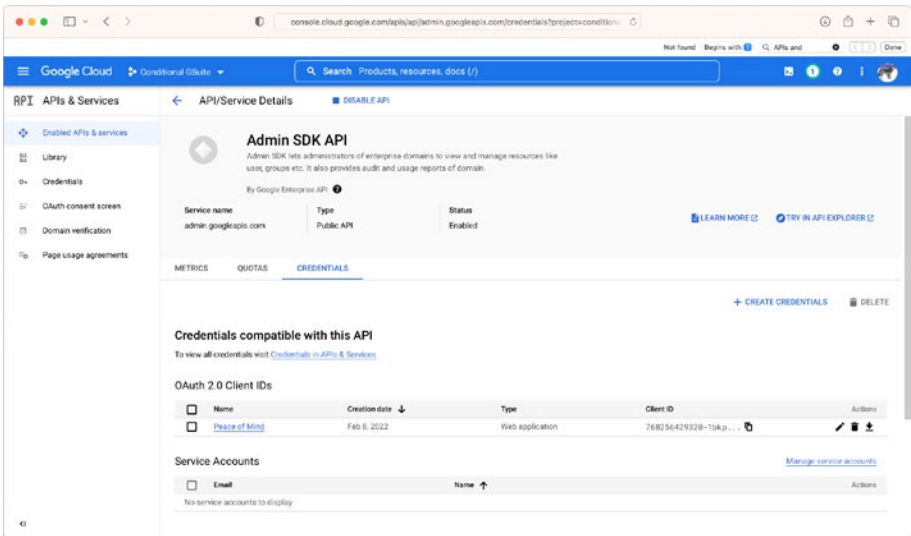 console.cloud.google.com/apis/api/admin.googleapis.com/credentials?project=condition
Not found Begins with APIs and Done
Google Cloud Conditional GSuite Search Products, resources, docs (/) 1
API APIs & Services API/Service Details DISABLE API
Enabled APIs & services
Library
Credentials
OAuth consent screen
Domain verification
Page usage agreements
Admin SDK API
Admin SDK lets administrators of enterprise domains to view and manage resources like
user, groups etc. It also provides audit and usage reports of domain.
By Google Enterprise API
Service name Type Status
admin.googleapis.com Public API Enabled
LEARN MORE TRY IN API EXPLORER
METRICS QUOTAS CREDENTIALS
+ CREATE CREDENTIALS DELETE
Credentials compatible with this API
To view all credentials visit Credentials in APIs & Services
OAuth 2.0 Client IDs
Name Creation date Type Client ID Actions
Peace of Mind Feb 8, 2022 Web application 768256429328-1bkp...
Service Accounts Manage service accounts
Email Name Actions
No service accounts to display